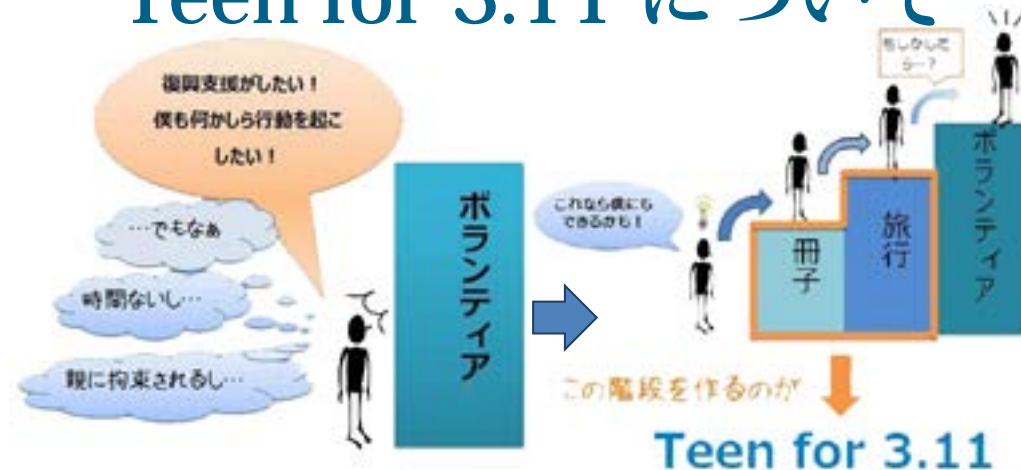 Teen for 3.11 について
復興支援がしたい！
僕も何かしら行動を起こ
したい！
…でもなぁ
時間ないし…
親に拘束されるし…
ボランティア
これなら僕にも
できるかも！
もしかした
ら…？
冊子
旅行
ボランティア
この階段を作るのが
Teen for 3.11